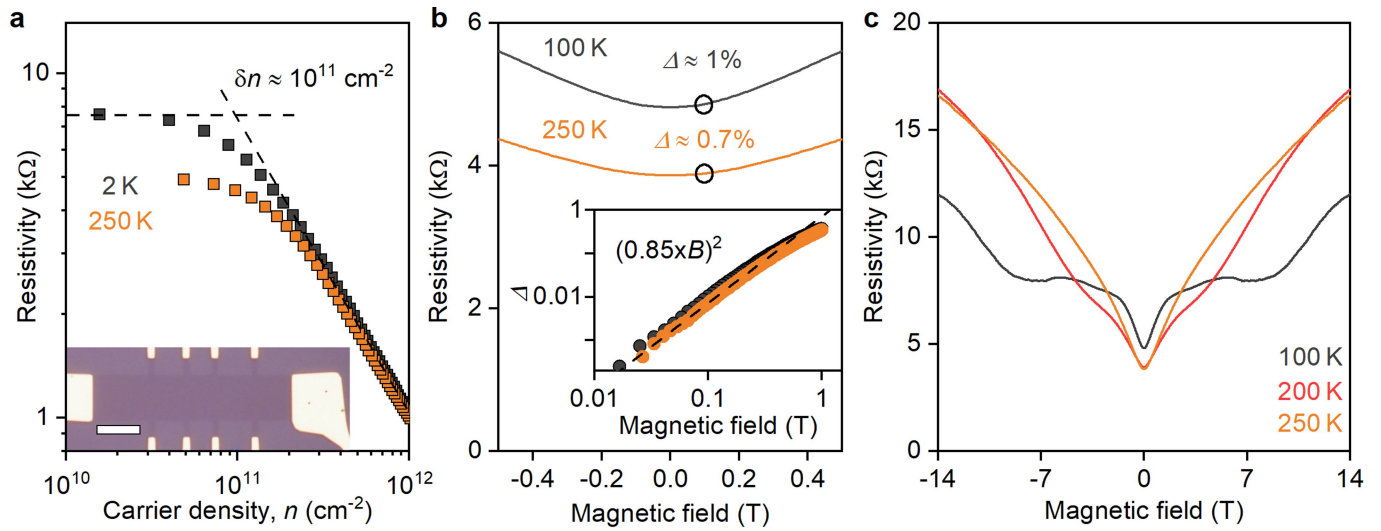 a
Resistivity (kΩ)
10
1
δn ≈ 10¹¹ cm⁻²
2 K
250 K
10¹⁰
10¹¹
10¹²
Carrier density, n (cm⁻²)
b
Resistivity (kΩ)
6
4
2
0
100 K
Δ ≈ 1%
250 K
Δ ≈ 0.7%
(0.85xB)²
Δ
1
0.01
0.01
0.1
1
Magnetic field (T)
-0.4
-0.2
0.0
0.2
0.4
Magnetic field (T)
c
Resistivity (kΩ)
20
15
10
5
0
100 K
200 K
250 K
-14
-7
0
7
14
Magnetic field (T)